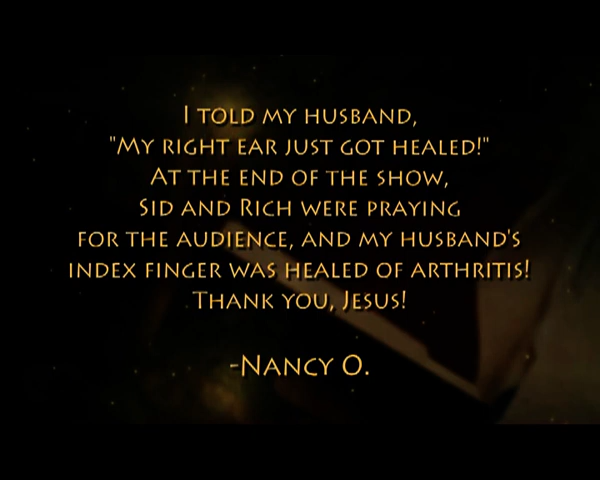 I told my husband,
"My right ear just got healed!"
At the end of the show,
Sid and Rich were praying
for the audience, and my husband's
index finger was healed of arthritis!
Thank you, Jesus!
-Nancy O.